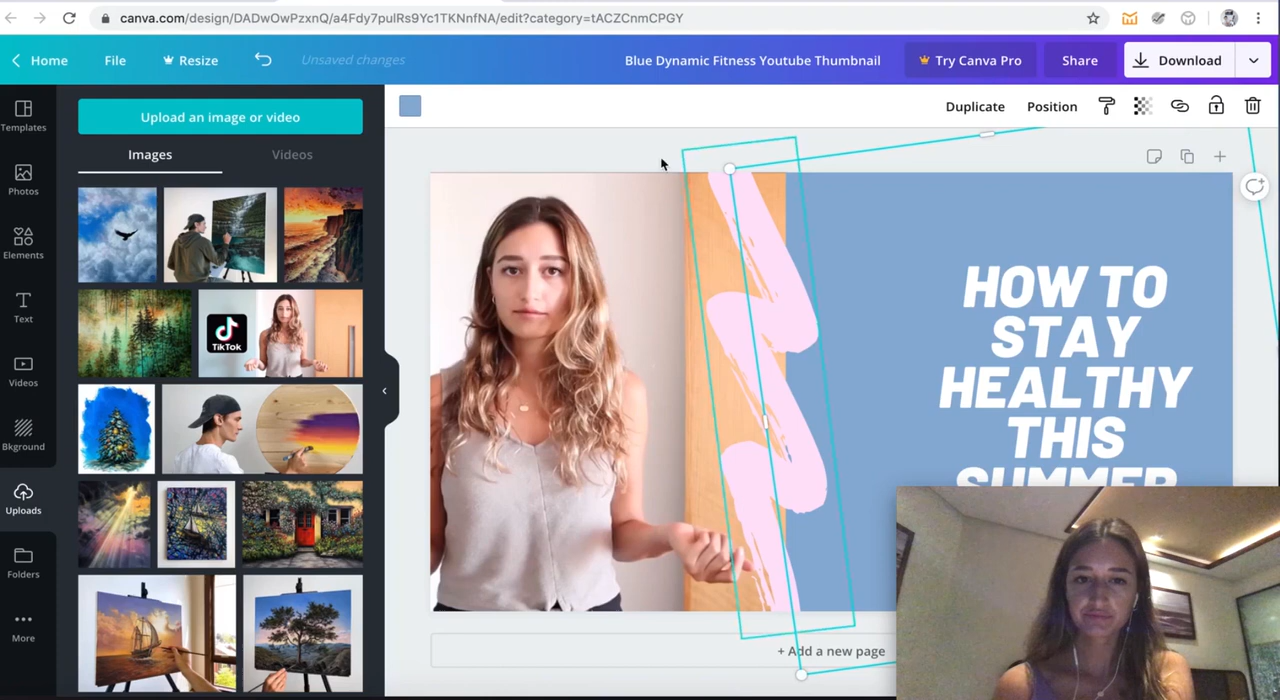 canva.com/design/DADwOwPzxnQ/a4Fdy7pulRs9Yc1TKNnfNA/edit?category=tACZCnmCPGY
Home File Resize Unsaved changes Blue Dynamic Fitness Youtube Thumbnail Try Canva Pro Share Download
Duplicate Position
Upload an image or video
Images Videos
Templates
Photos
Elements
Text
Videos
Bkground
Uploads
Folders
More
TikTok
HOW TO
STAY
HEALTHY
THIS
SUMMER
+ Add a new page